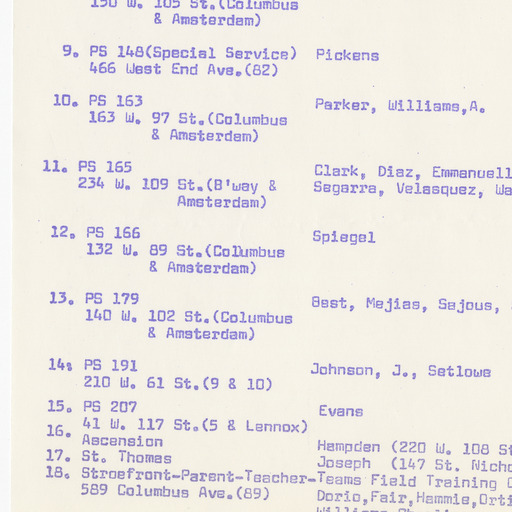 150 W. 105 St.(Columbus
& Amsterdam)
9. PS 148(Special Service) Pickens
466 West End Ave.(82)
10. PS 163 Parker, Williams,A.
163 W. 97 St.(Columbus
& Amsterdam)
11. PS 165 Clark, Diaz, Emmanuell
234 W. 109 St.(B'way & Segarra, Velasquez, Wa
Amsterdam)
12. PS 166 Spiegel
132 W. 89 St.(Columbus
& Amsterdam)
13. PS 179 Best, Mejias, Sajous,
140 W. 102 St.(Columbus
& Amsterdam)
14. PS 191 Johnson, J., Setlowe
210 W. 61 St.(9 & 10)
15. PS 207 Evans
41 W. 117 St.(5 & Lennox)
16. Ascension Hampden (220 W. 108 St
17. St. Thomas Joseph (147 St. Nicho
18. Stroefront-Parent-Teacher-Teams Field Training C
589 Columbus Ave.(89) Dorio,Fair,Hammie,Orti